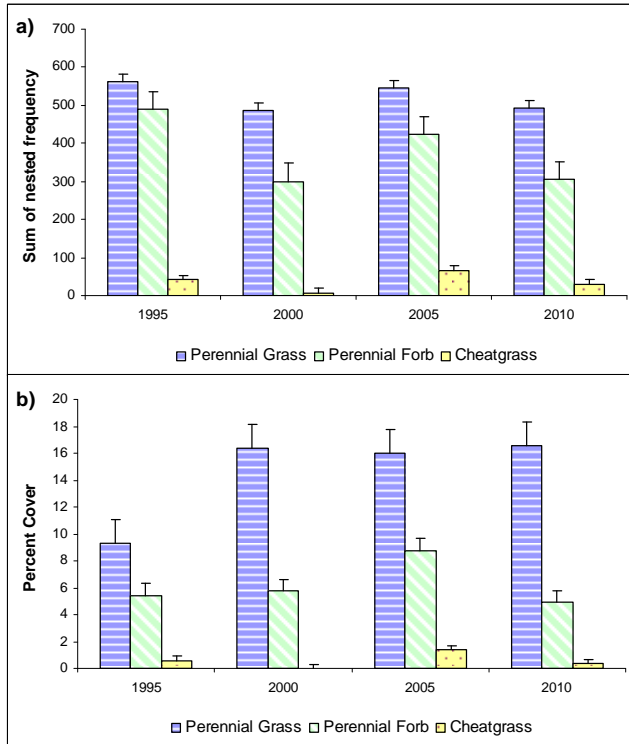 a)
700
600
500
400
300
200
100
0
Sum of nested frequency
1995 2000 2005 2010
Perennial Grass Perennial Forb Cheatgrass
b)
20
18
16
14
12
10
8
6
4
2
0
Percent Cover
1995 2000 2005 2010
Perennial Grass Perennial Forb Cheatgrass